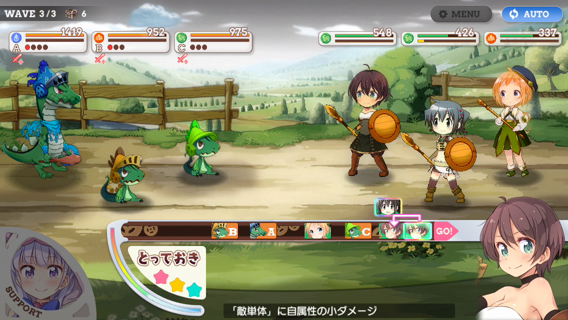 WAVE 3/3 6
MENU
AUTO
A 1419
B 952
C 975
548
426
337
B A C GO!
とっておき
SUPPORT
「敵単体」に自属性の小ダメージ